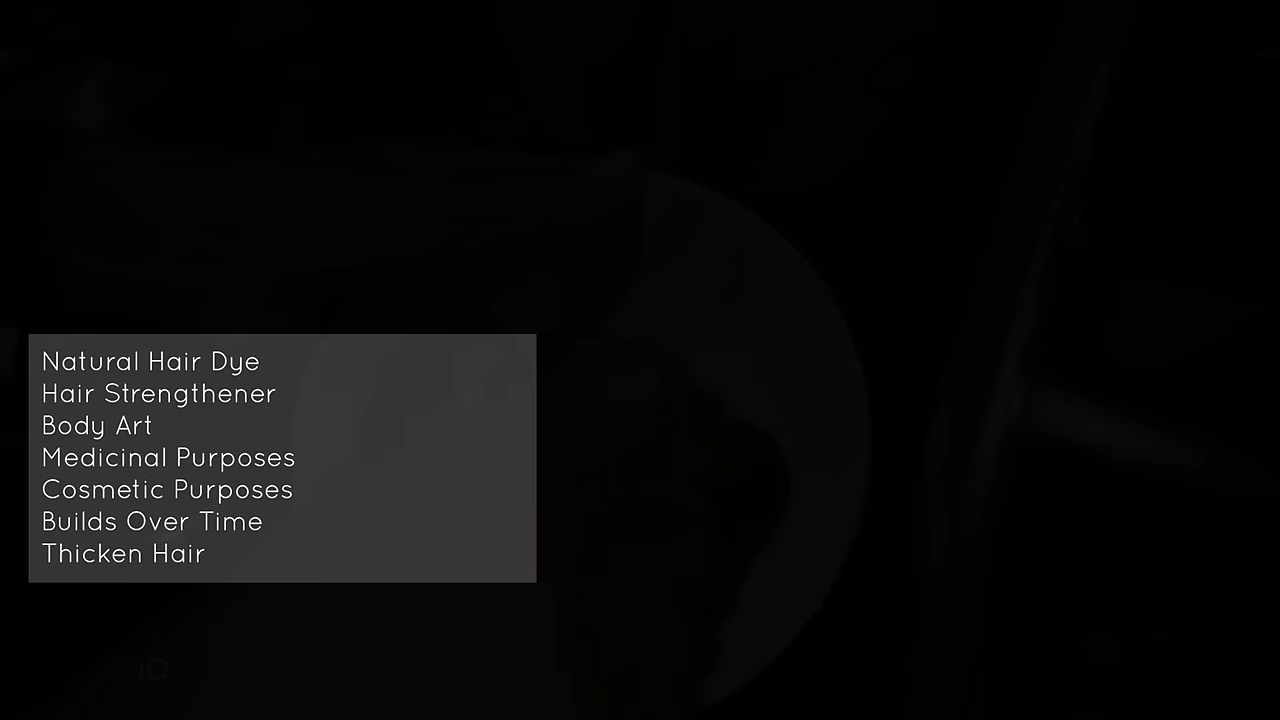 Natural Hair Dye
Hair Strengthener
Body Art
Medicinal Purposes
Cosmetic Purposes
Builds Over Time
Thicken Hair